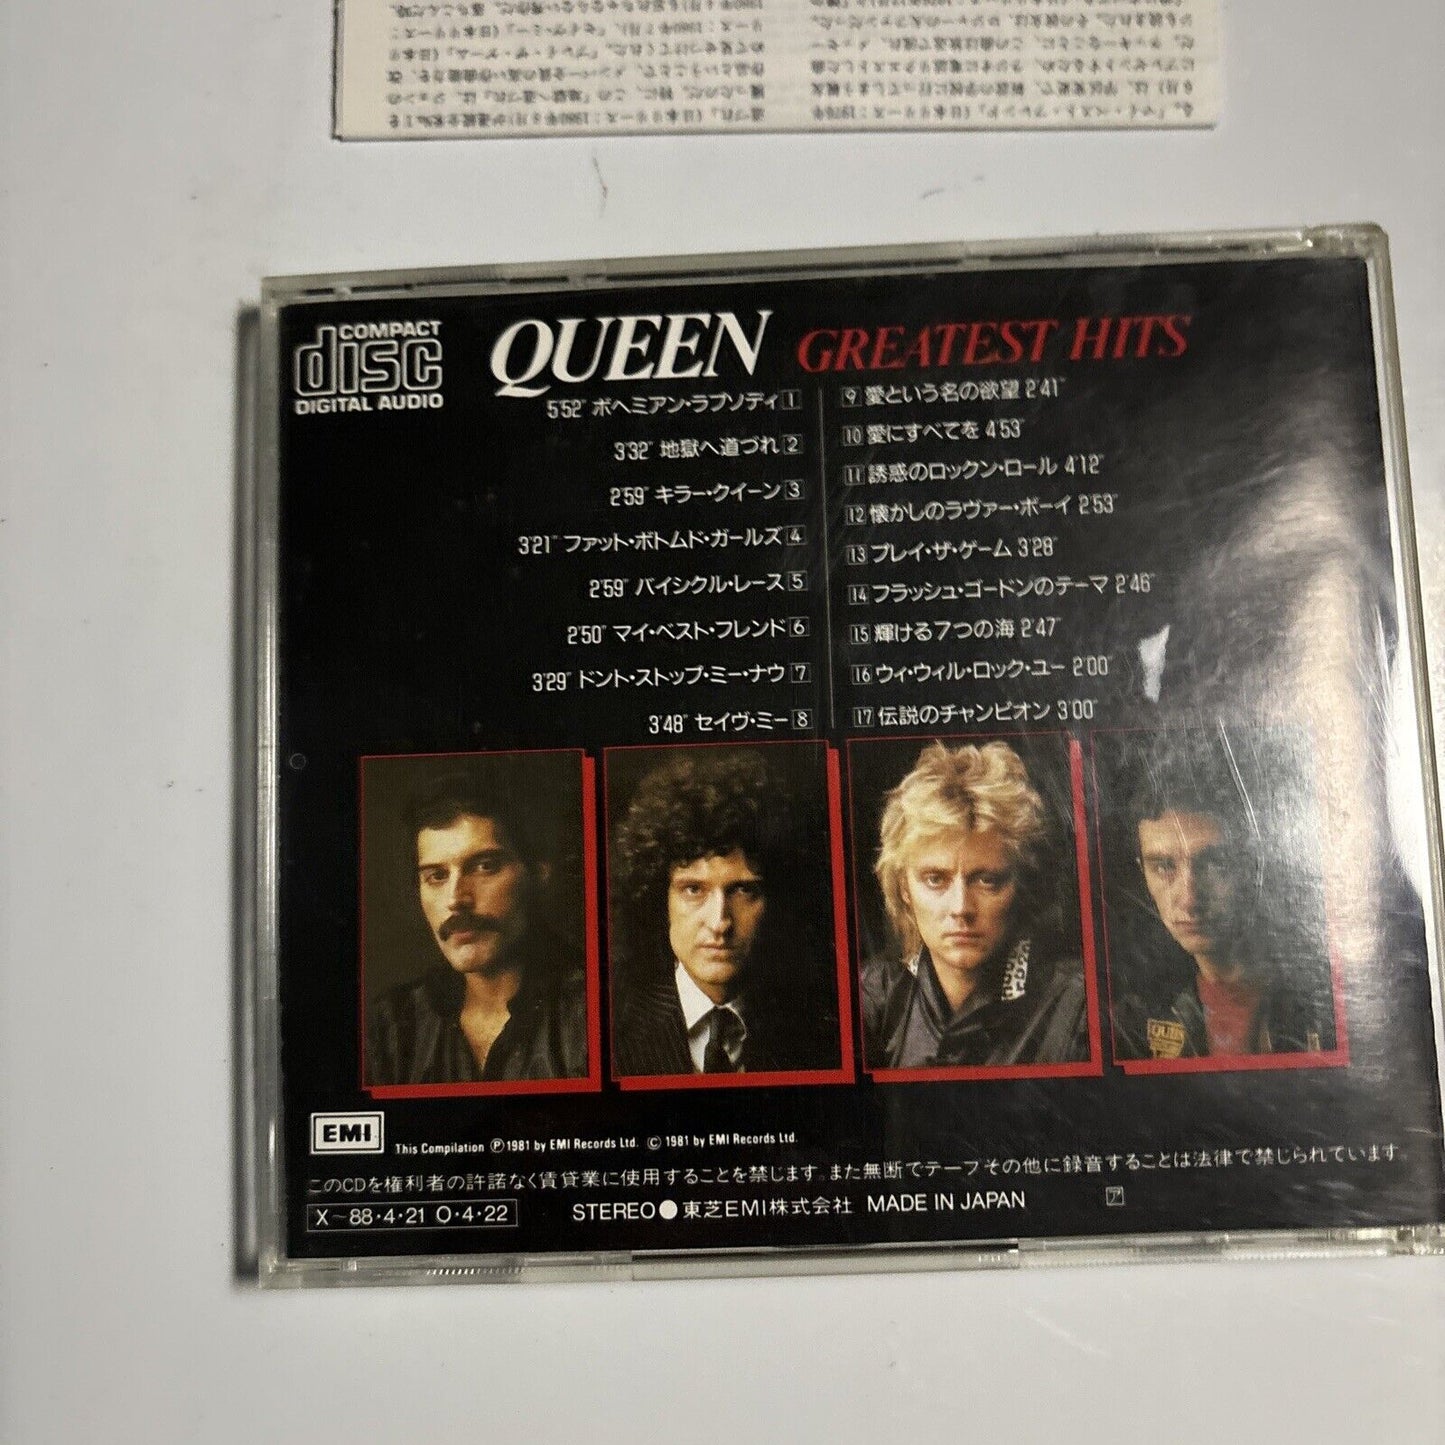 COMPACT
disc
DIGITAL AUDIO
QUEEN GREATEST HITS
5'52" ボヘミアン・ラプソディ 1
3'32" 地獄へ道づれ 2
2'59" キラー・クイーン 3
3'21" ファット・ボトムド・ガールズ 4
2'59" バイシクル・レース 5
2'50" マイ・ベスト・フレンド 6
3'29" ドント・ストップ・ミー・ナウ 7
3'48" セイヴ・ミー 8
9 愛という名の欲望 2'41"
10 愛にすべてを 4'53"
11 誘惑のロックン・ロール 4'12"
12 懐かしのラヴァー・ボーイ 2'53"
13 プレイ・ザ・ゲーム 3'28"
14 フラッシュ・ゴードンのテーマ 2'46"
15 輝ける7つの海 2'47"
16 ウィ・ウィル・ロック・ユー 2'00"
17 伝説のチャンピオン 3'00"
EMI
This Compilation Ⓟ1981 by EMI Records Ltd. © 1981 by EMI Records Ltd.
このCDを権利者の許諾なく賃貸業に使用することを禁じます。また無断でテープその他に録音することは法律で禁じられています。
X〜88・4・21 O・4・22
STEREO●東芝EMI株式会社 MADE IN JAPAN ア